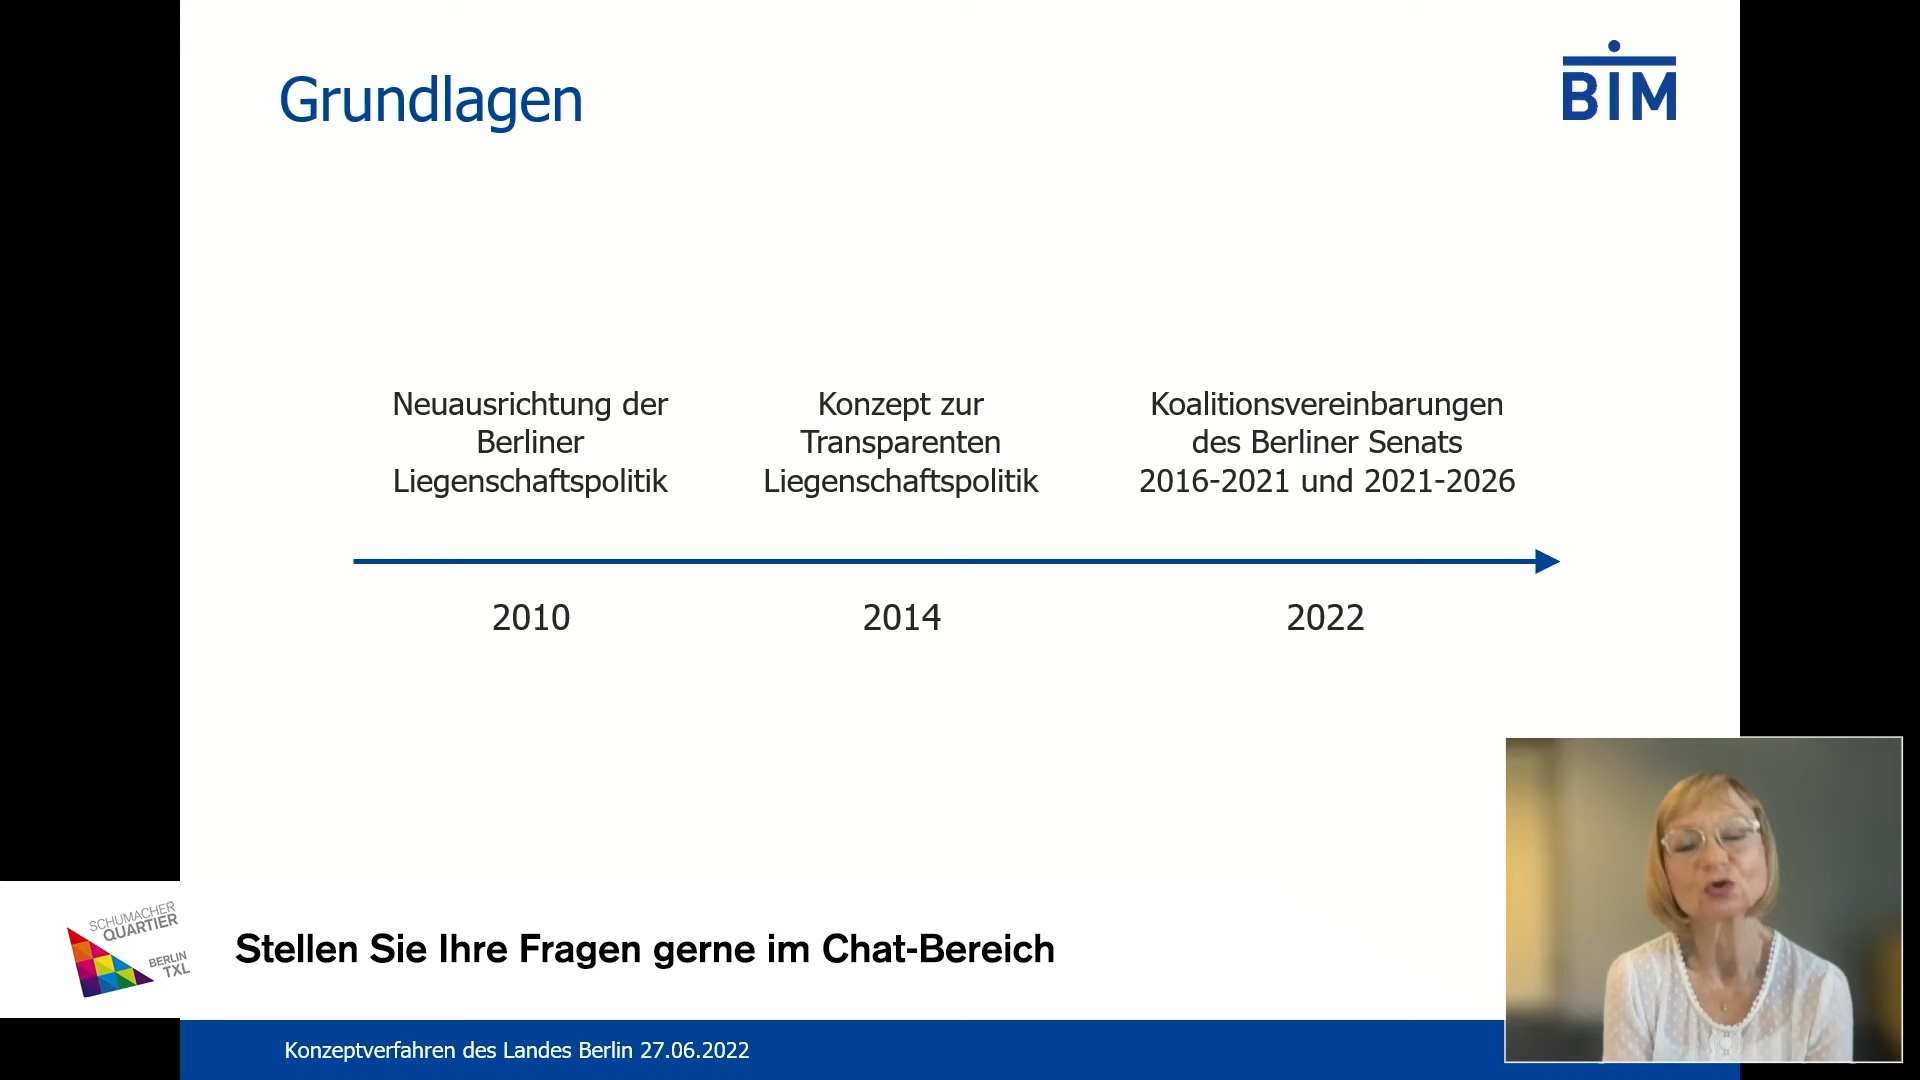 Grundlagen
BIM
Neuausrichtung der
Berliner
Liegenschaftspolitik
Konzept zur
Transparenten
Liegenschaftspolitik
Koalitionsvereinbarungen
des Berliner Senats
2016-2021 und 2021-2026
2010
2014
2022
SCHUMACHER
QUARTIER
BERLIN
TXL
Stellen Sie Ihre Fragen gerne im Chat-Bereich
Konzeptverfahren des Landes Berlin 27.06.2022